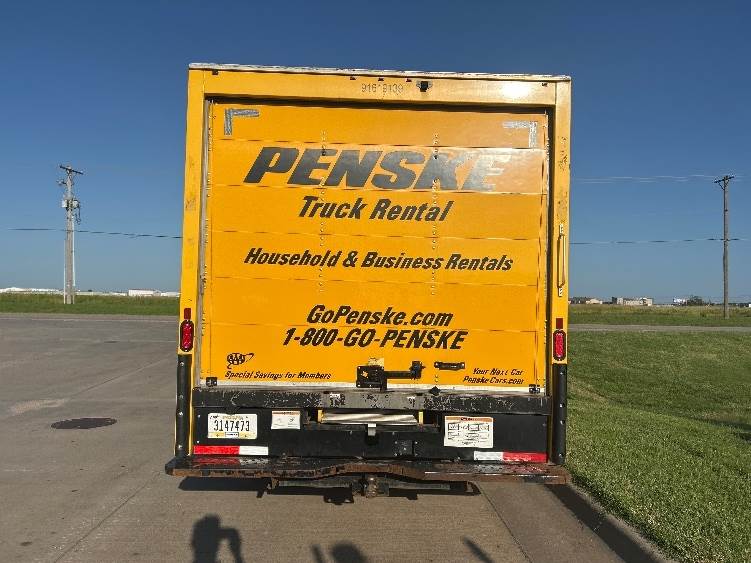 9161 9139
PENSKE
Truck Rental
Household & Business Rentals
GoPenske.com
1-800-GO-PENSKE
AAA
Special Savings for Members
Your Next Car
PenskeCars.com
3147473